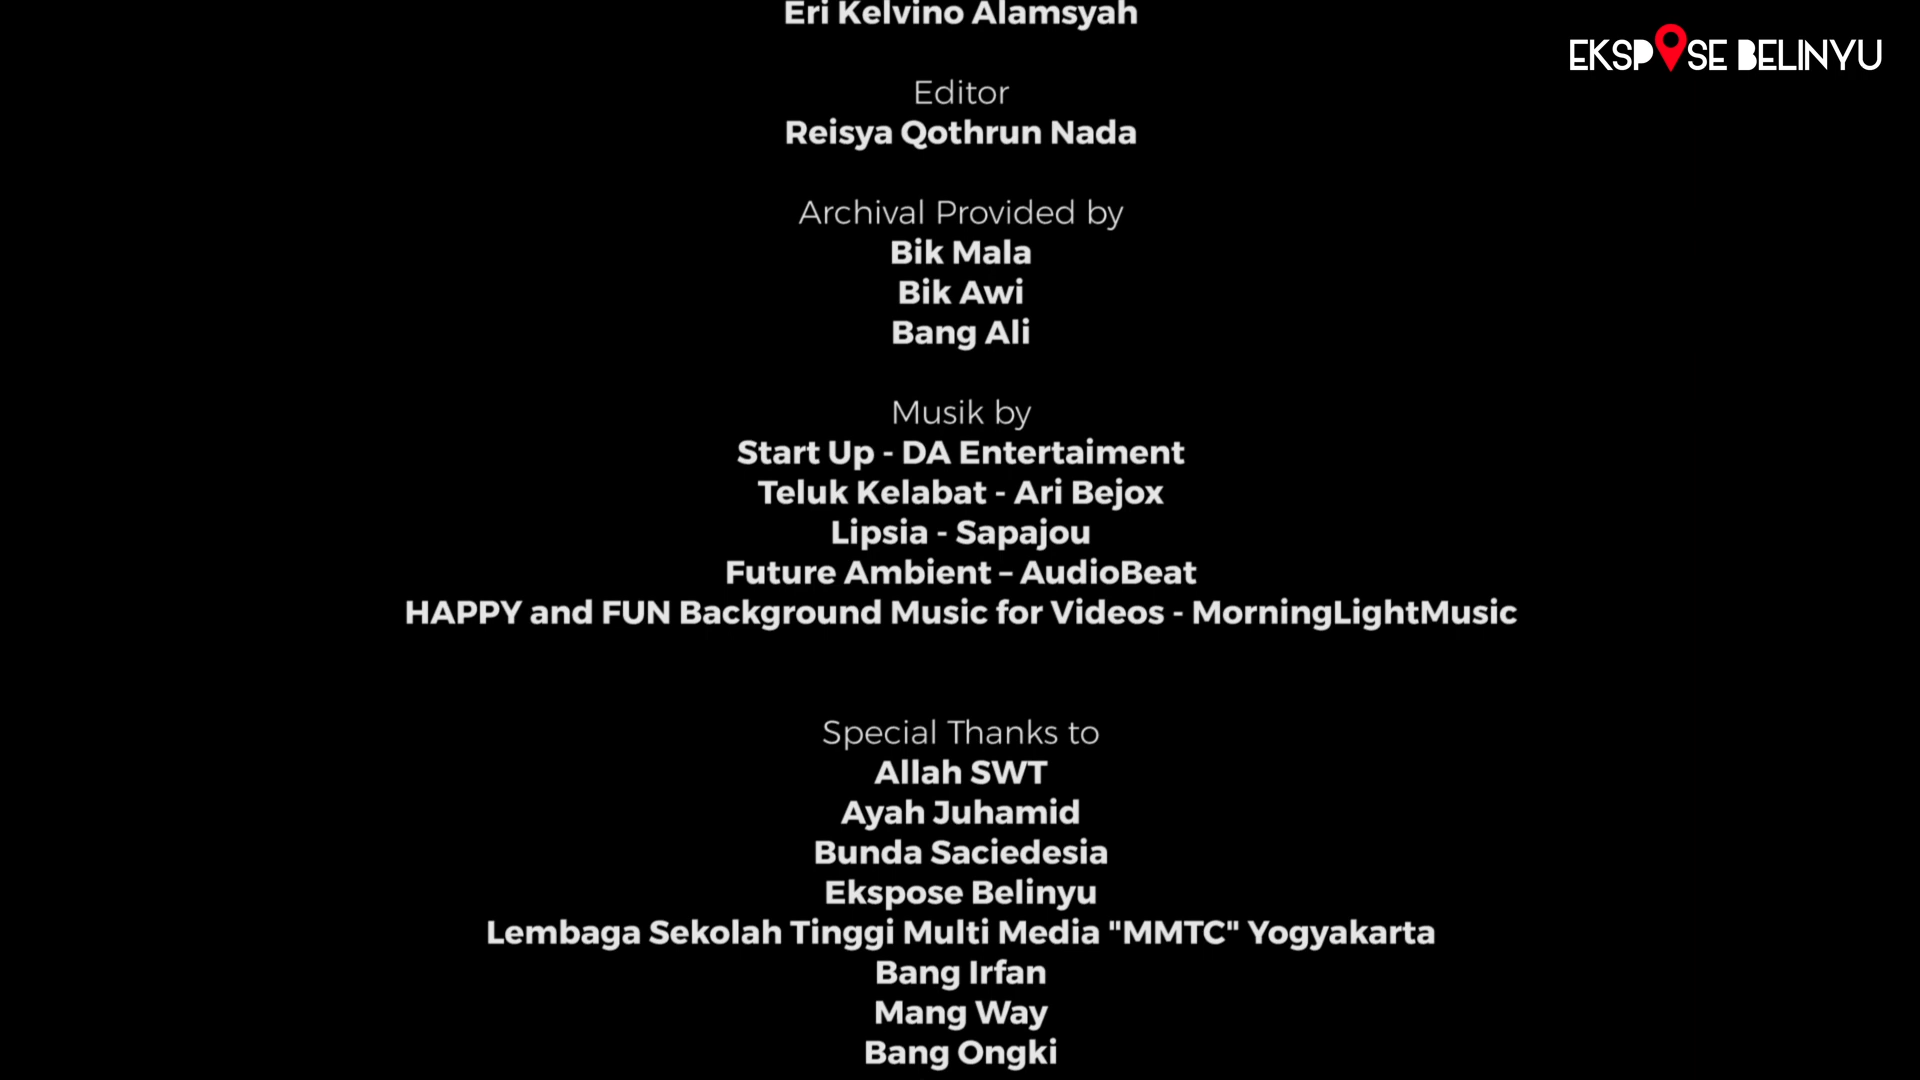 Eri Kelvino Alamsyah
EKSPOSE BELINYU
Editor
Reisya Qothrun Nada
Archival Provided by
Bik Mala
Bik Awi
Bang Ali
Musik by
Start Up - DA Entertaiment
Teluk Kelabat - Ari Bejox
Lipsia - Sapajou
Future Ambient – AudioBeat
HAPPY and FUN Background Music for Videos - MorningLightMusic
Special Thanks to
Allah SWT
Ayah Juhamid
Bunda Saciedesia
Ekspose Belinyu
Lembaga Sekolah Tinggi Multi Media "MMTC" Yogyakarta
Bang Irfan
Mang Way
Bang Ongki